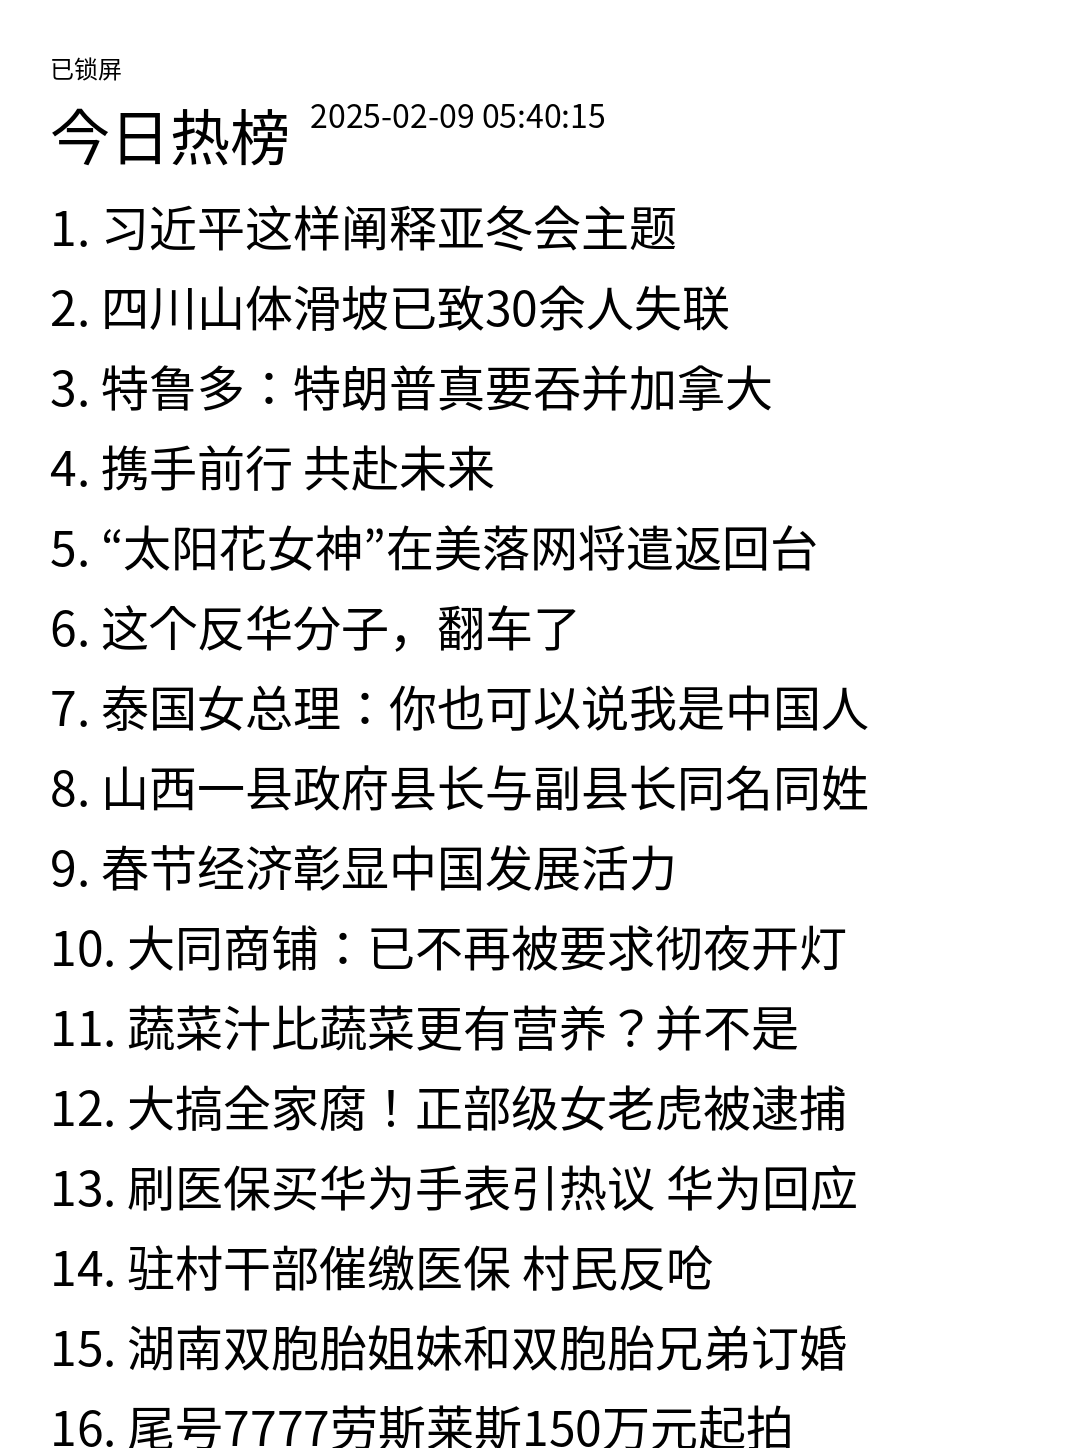 已锁屏
今日热榜 2025-02-09 05:40:15
1. 习近平这样阐释亚冬会主题
2. 四川山体滑坡已致30余人失联
3. 特鲁多：特朗普真要吞并加拿大
4. 携手前行 共赴未来
5. “太阳花女神”在美落网将遣返回台
6. 这个反华分子，翻车了
7. 泰国女总理：你也可以说我是中国人
8. 山西一县政府县长与副县长同名同姓
9. 春节经济彰显中国发展活力
10. 大同商铺：已不再被要求彻夜开灯
11. 蔬菜汁比蔬菜更有营养？并不是
12. 大搞全家腐！正部级女老虎被逮捕
13. 刷医保买华为手表引热议 华为回应
14. 驻村干部催缴医保 村民反呛
15. 湖南双胞胎姐妹和双胞胎兄弟订婚
16. 尾号7777劳斯莱斯150万元起拍